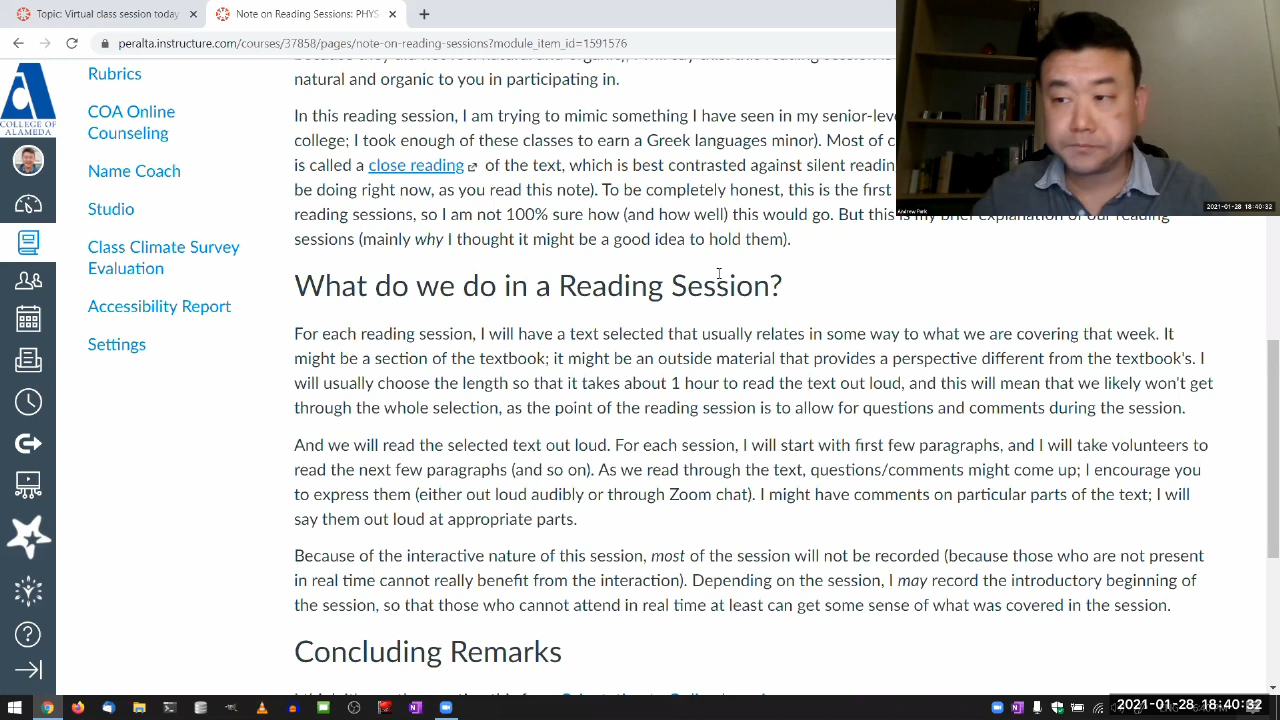 Topic: Virtual class session today
Note on Reading Sessions: PHYS
peralta.instructure.com/courses/37858/pages/note-on-reading-sessions?module_item_id=1591576
COLLEGE OF
ALAMEDA
Rubrics
COA Online
Counseling
Name Coach
Studio
Class Climate Survey
Evaluation
Accessibility Report
Settings
natural and organic to you in participating in.
In this reading session, I am trying to mimic something I have seen in my senior-leve
college; I took enough of these classes to earn a Greek languages minor). Most of c
is called a close reading of the text, which is best contrasted against silent readin
be doing right now, as you read this note). To be completely honest, this is the first
reading sessions, so I am not 100% sure how (and how well) this would go. But this is my brief explanation of our reading
sessions (mainly why I thought it might be a good idea to hold them).
What do we do in a Reading Session?
For each reading session, I will have a text selected that usually relates in some way to what we are covering that week. It
might be a section of the textbook; it might be an outside material that provides a perspective different from the textbook's. I
will usually choose the length so that it takes about 1 hour to read the text out loud, and this will mean that we likely won't get
through the whole selection, as the point of the reading session is to allow for questions and comments during the session.
And we will read the selected text out loud. For each session, I will start with first few paragraphs, and I will take volunteers to
read the next few paragraphs (and so on). As we read through the text, questions/comments might come up; I encourage you
to express them (either out loud audibly or through Zoom chat). I might have comments on particular parts of the text; I will
say them out loud at appropriate parts.
Because of the interactive nature of this session, most of the session will not be recorded (because those who are not present
in real time cannot really benefit from the interaction). Depending on the session, I may record the introductory beginning of
the session, so that those who cannot attend in real time at least can get some sense of what was covered in the session.
Concluding Remarks
Andrew Park
2021-01-28 18:40:32
2021-01-28 18:40:32